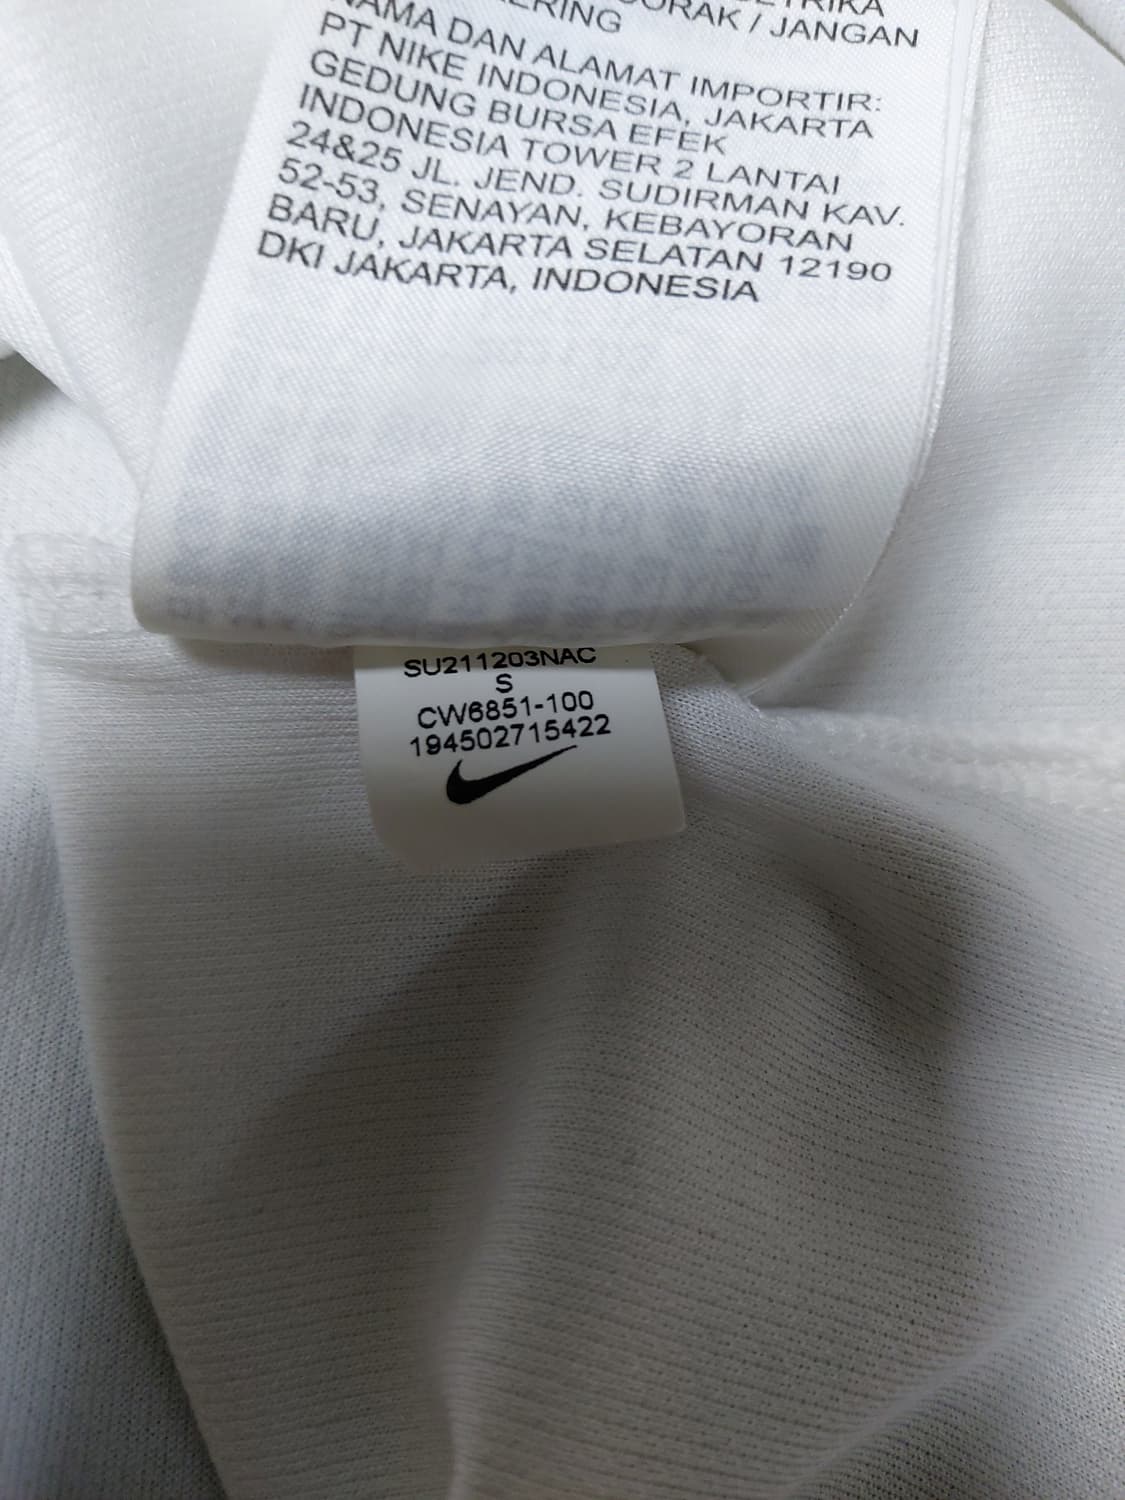 / JANGAN
NAMA DAN ALAMAT IMPORTIR:
PT NIKE INDONESIA, JAKARTA
GEDUNG BURSA EFEK
INDONESIA TOWER 2 LANTAI
24&25 JL. JEND. SUDIRMAN KAV.
52-53, SENAYAN, KEBAYORAN
BARU, JAKARTA SELATAN 12190
DKI JAKARTA, INDONESIA
SU211203NAC
S
CW6851-100
194502715422